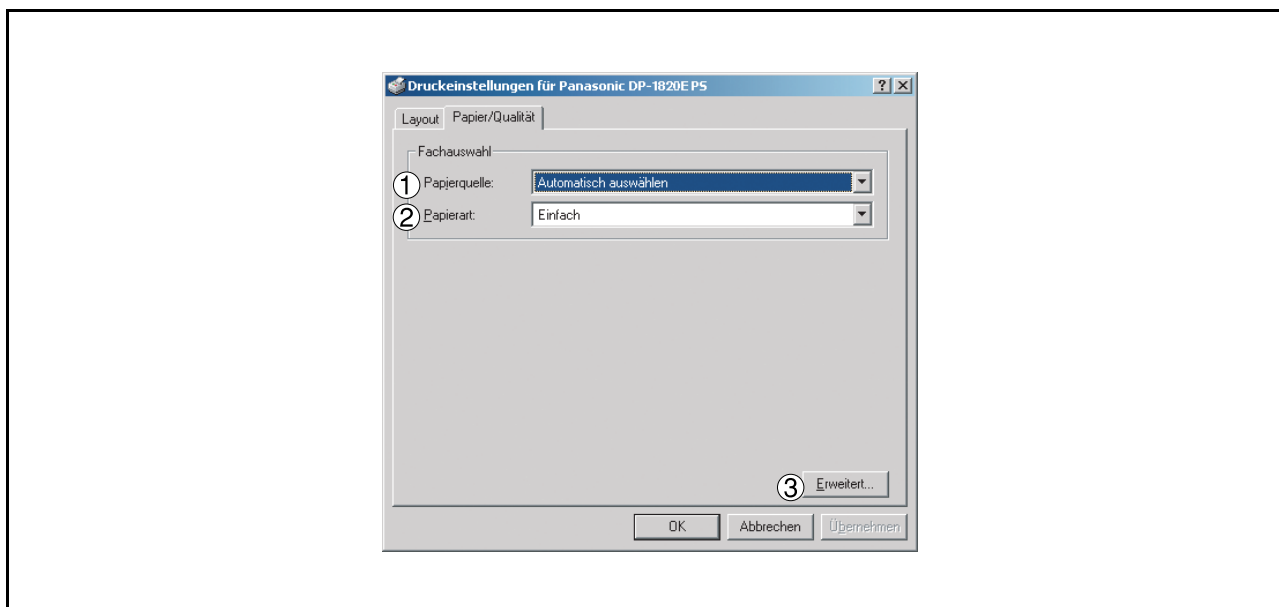 Druckeinstellungen für Panasonic DP-1820E PS
Layout Papier/Qualität
Fachauswahl
① Papierquelle: Automatisch auswählen
② Papierart: Einfach
③ Erweitert...
OK Abbrechen Übernehmen